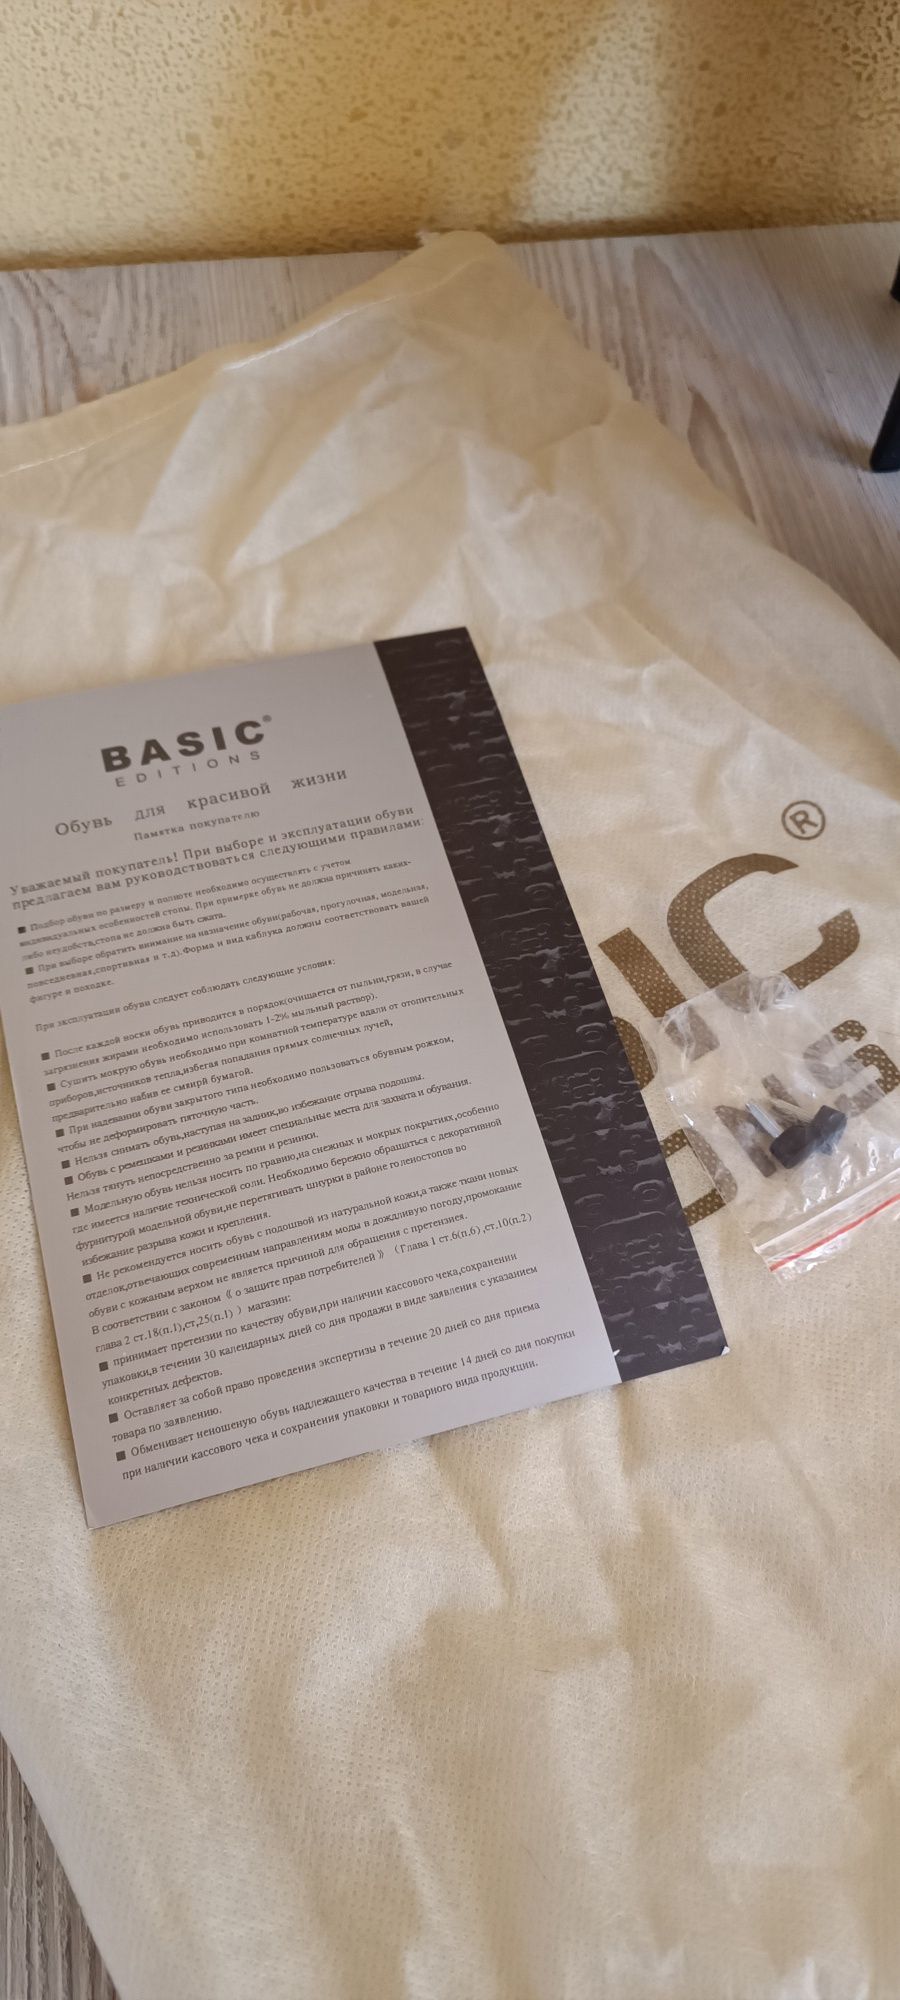 BASIC®
EDITIONS
Обувь для красивой жизни
Памятка покупателю
Уважаемый покупатель! При выборе и эксплуатации обуви
предлагаем вам руководствоваться следующими правилами:
■ Подбор обуви по размеру и полноте необходимо осуществлять с учетом
индивидуальных особенностей стопы. При примерке обувь не должна причинять каких-
либо неудобств,стопа не должна быть сжата.
■ При выборе обратить внимание на назначение обуви(рабочая, прогулочная, модельная,
повседневная,спортивная и т.д).Форма и вид каблука должны соответствовать вашей
фигуре и походке.
При эксплуатации обуви следует соблюдать следующие условия:
■ После каждой носки обувь приводится в порядок(очищается от пыльи,грязи, в случае
загрязнения жирами необходимо использовать 1-2% мыльный раствор).
■ Сушить мокрую обувь необходимо при комнатной температуре вдали от отопительных
приборов,источников тепла,избегая попадания прямых солнечных лучей,
предварительно набив ее смяирй бумагой.
■ При надевании обуви закрытого типа необходимо пользоваться обувным рожком,
чтобы не деформировать пяточную часть.
■ Нельзя снимать обувь,наступая на задник,во избежание отрыва подошвы.
■ Обувь с ремешками и резинками имеет специальные места для захвата и обувания.
Нельзя тянуть непосредственно за ремни и резинки.
■ Модельную обувь нельзя носить по гравию,на снежных и мокрых покрытиях,особенно
где имеется наличие технической соли. Необходимо бережно обращаться с декоративной
фурнитурой модельной обуви,не перетягивать шнурки в районе голеностопов во
избежание разрыва кожи и крепления.
■ Не рекомендуется носить обувь с подошвой из натуральной кожи,а также ткани новых
отделок,отвечающих современным направлениям моды в дождливую погоду,промокание
обуви с кожаным верхом не является причиной для обращения с претензией.
В соответствии с законом《 о защите прав потребителей 》 (Глава 1 ст.6(п.6),ст.10(п.2)
глава 2 ст.18(п.1),ст,25(п.1) ) магазин:
■ принимает претензии по качеству обуви,при наличии кассового чека,сохранении
упаковки,в течении 30 календарных дней со дня продажи в виде заявления с указанием
конкретных дефектов.
■ Оставляет за собой право проведения экспертизы в течение 20 дней со дня приема
товара по заявлению.
■ Обменивает неношеную обувь надлежащего качества в течение 14 дней со дня покупки
при наличии кассового чека и сохранения упаковки и товарного вида продукции.
®
IC